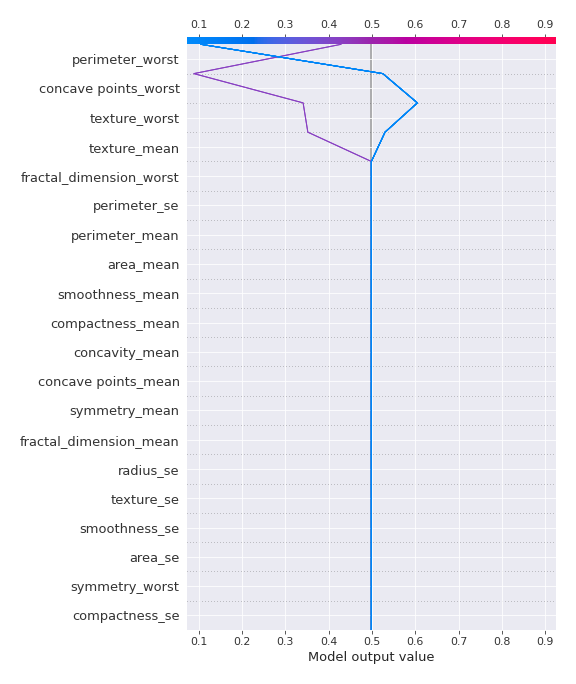 0.1 0.2 0.3 0.4 0.5 0.6 0.7 0.8 0.9
perimeter_worst
concave points_worst
texture_worst
texture_mean
fractal_dimension_worst
perimeter_se
perimeter_mean
area_mean
smoothness_mean
compactness_mean
concavity_mean
concave points_mean
symmetry_mean
fractal_dimension_mean
radius_se
texture_se
smoothness_se
area_se
symmetry_worst
compactness_se
0.1 0.2 0.3 0.4 0.5 0.6 0.7 0.8 0.9
Model output value